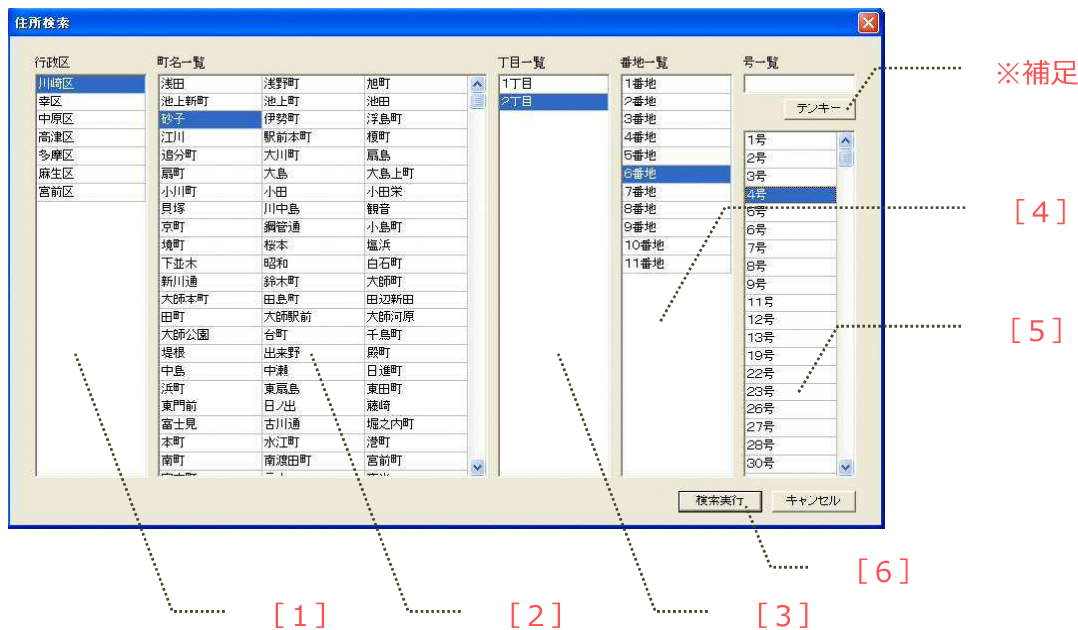 住所検索
行政区
川崎区
幸区
中原区
高津区
多摩区
麻生区
宮前区
町名一覧
浅田 浅野町 旭町
池上新町 池上町 池田
砂子 伊勢町 浮島町
江川 駅前本町 榎町
追分町 大川町 扇島
扇町 大島 大島上町
小川町 小田 小田栄
貝塚 川中島 観音
京町 鋼管通 小島町
境町 桜本 塩浜
下並木 昭和 白石町
新川通 鈴木町 大師町
大師本町 田島町 田辺新田
田町 大師駅前 大師河原
大師公園 台町 千鳥町
堤根 出来野 殿町
中島 中瀬 日進町
浜町 東扇島 東田町
東門前 日ノ出 藤崎
富士見 古川通 堀之内町
本町 水江町 港町
南町 南渡田町 宮前町
丁目一覧
1丁目
2丁目
番地一覧
1番地
2番地
3番地
4番地
5番地
6番地
7番地
8番地
9番地
10番地
11番地
号一覧
テンキー
1号
2号
3号
4号
5号
6号
7号
8号
9号
11号
12号
13号
19号
22号
23号
26号
27号
28号
30号
検索実行 キャンセル
※補足
[4]
[5]
[6]
[1] [2] [3]